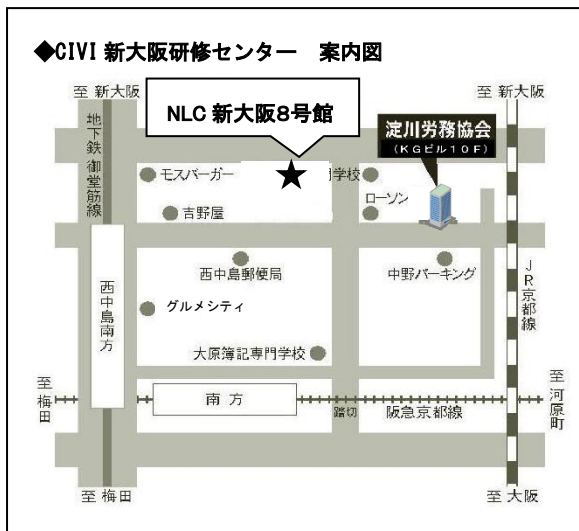 ◆CIVI 新大阪研修センター　案内図
至 新大阪
NLC 新大阪8号館
至 新大阪
淀川労務協会
(KGビル10F)
地下鉄 御堂筋線
モスバーガー
門学校
ローソン
吉野屋
西中島郵便局
中野パーキング
JR京都線
西中島南方
グルメシティ
大原簿記専門学校
至 梅田
南方
踏切
阪急京都線
至 河原町
至 梅田
至 大阪